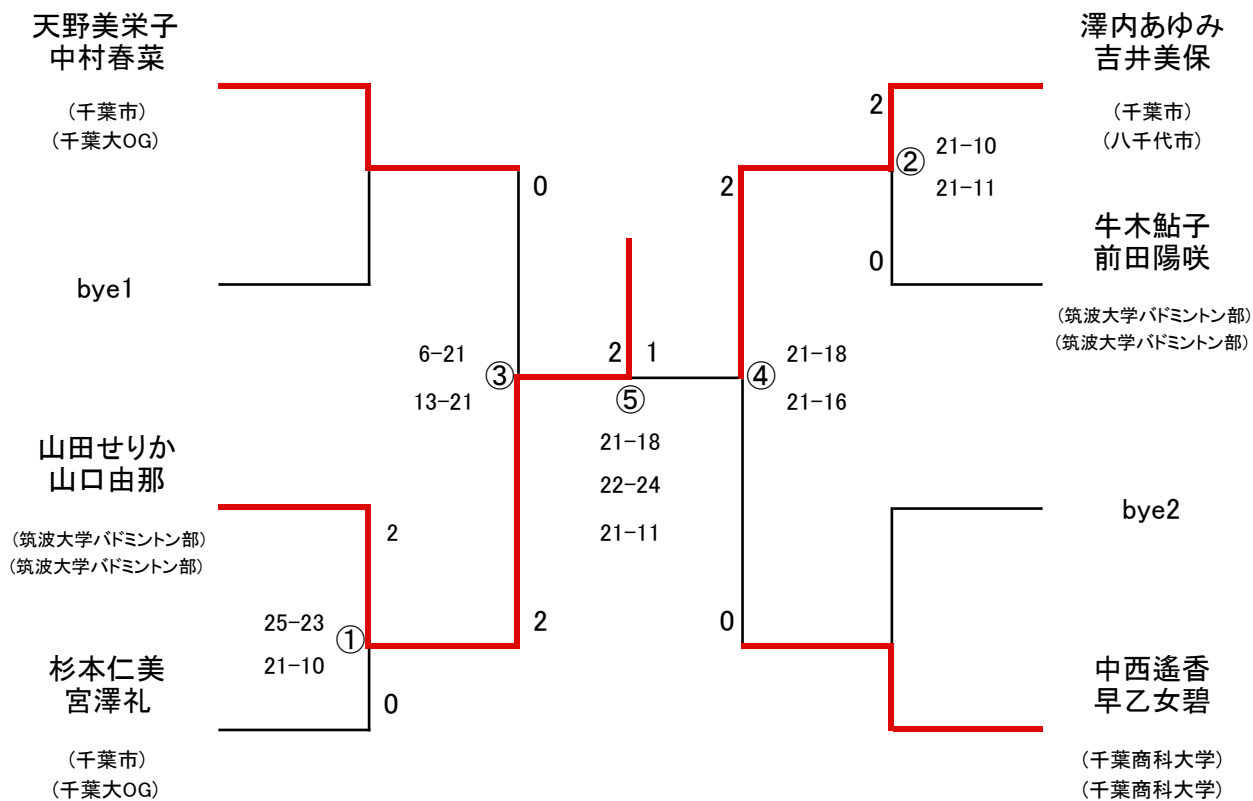 天野美栄子
中村春菜
(千葉市)
(千葉大OG)
bye1
山田せりか
山口由那
(筑波大学バドミントン部)
(筑波大学バドミントン部)
杉本仁美
宮澤礼
(千葉市)
(千葉大OG)
2
25-23
①
21-10
0
0
6-21
③
13-21
2
2
1
⑤
21-18
22-24
21-11
2
④
21-18
21-16
0
2
②
21-10
21-11
0
澤内あゆみ
吉井美保
(千葉市)
(八千代市)
牛木鮎子
前田陽咲
(筑波大学バドミントン部)
(筑波大学バドミントン部)
bye2
中西遙香
早乙女碧
(千葉商科大学)
(千葉商科大学)